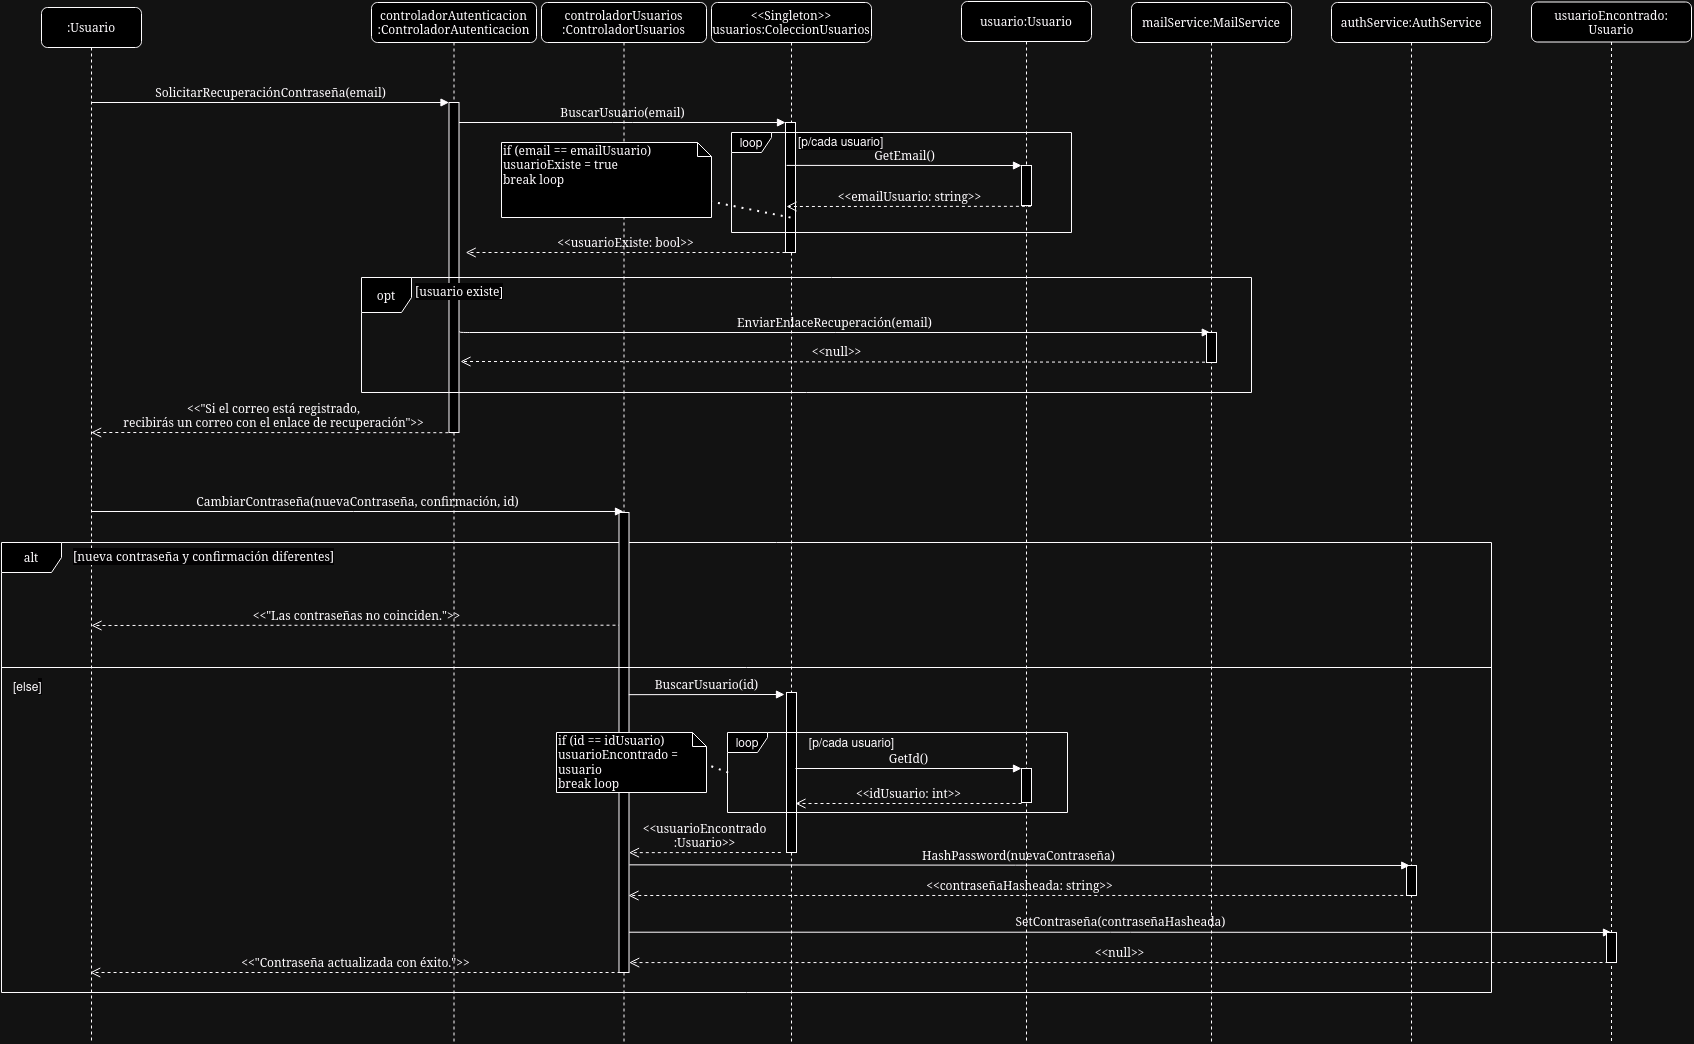 :Usuario
controladorAutenticacion
:ControladorAutenticacion
controladorUsuarios
:ControladorUsuarios
<<Singleton>>
usuarios:ColeccionUsuarios
usuario:Usuario
mailService:MailService
authService:AuthService
usuarioEncontrado:
Usuario
SolicitarRecuperaciónContraseña(email)
BuscarUsuario(email)
loop
[p/cada usuario]
if (email == emailUsuario)
usuarioExiste = true
break loop
GetEmail()
<<emailUsuario: string>>
<<usuarioExiste: bool>>
opt
[usuario existe]
EnviarEnlaceRecuperación(email)
<<null>>
<<"Si el correo está registrado,
recibirás un correo con el enlace de recuperación">>
CambiarContraseña(nuevaContraseña, confirmación, id)
alt
[nueva contraseña y confirmación diferentes]
<<"Las contraseñas no coinciden.">>
[else]
BuscarUsuario(id)
if (id == idUsuario)
usuarioEncontrado =
usuario
break loop
loop
[p/cada usuario]
GetId()
<<idUsuario: int>>
<<usuarioEncontrado
:Usuario>>
HashPassword(nuevaContraseña)
<<contraseñaHasheada: string>>
SetContraseña(contraseñaHasheada)
<<null>>
<<"Contraseña actualizada con éxito.">>